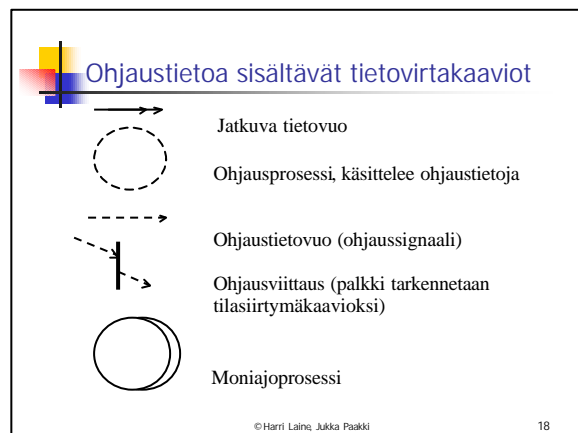 Ohjaustietoa sisältävät tietovirtakaaviot
Jatkuva tietovuo
Ohjausprosessi, käsittelee ohjaustietoja
Ohjaustietovuo (ohjaussignaali)
Ohjausviittaus (palkki tarkennetaan
tilasiirtymäkaavioksi)
Moniajoprosessi
© Harri Laine, Jukka Paakki
18